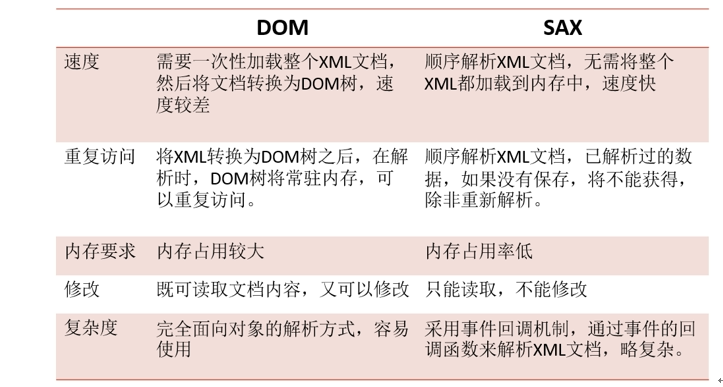 DOM SAX
速度 需要一次性加载整个XML文档, 顺序解析XML文档，无需将整个
然后将文档转换为DOM树，速 XML都加载到内存中，速度快
度较差
重复访问 将XML转换为DOM树之后，在解 顺序解析XML文档，已解析过的数
析时，DOM树将常驻内存，可 据，如果没有保存，将不能获得，
以重复访问。 除非重新解析。
内存要求 内存占用较大 内存占用率低
修改 既可读取文档内容，又可以修改 只能读取，不能修改
复杂度 完全面向对象的解析方式，容易 采用事件回调机制，通过事件的回
使用 调函数来解析XML文档，略复杂。